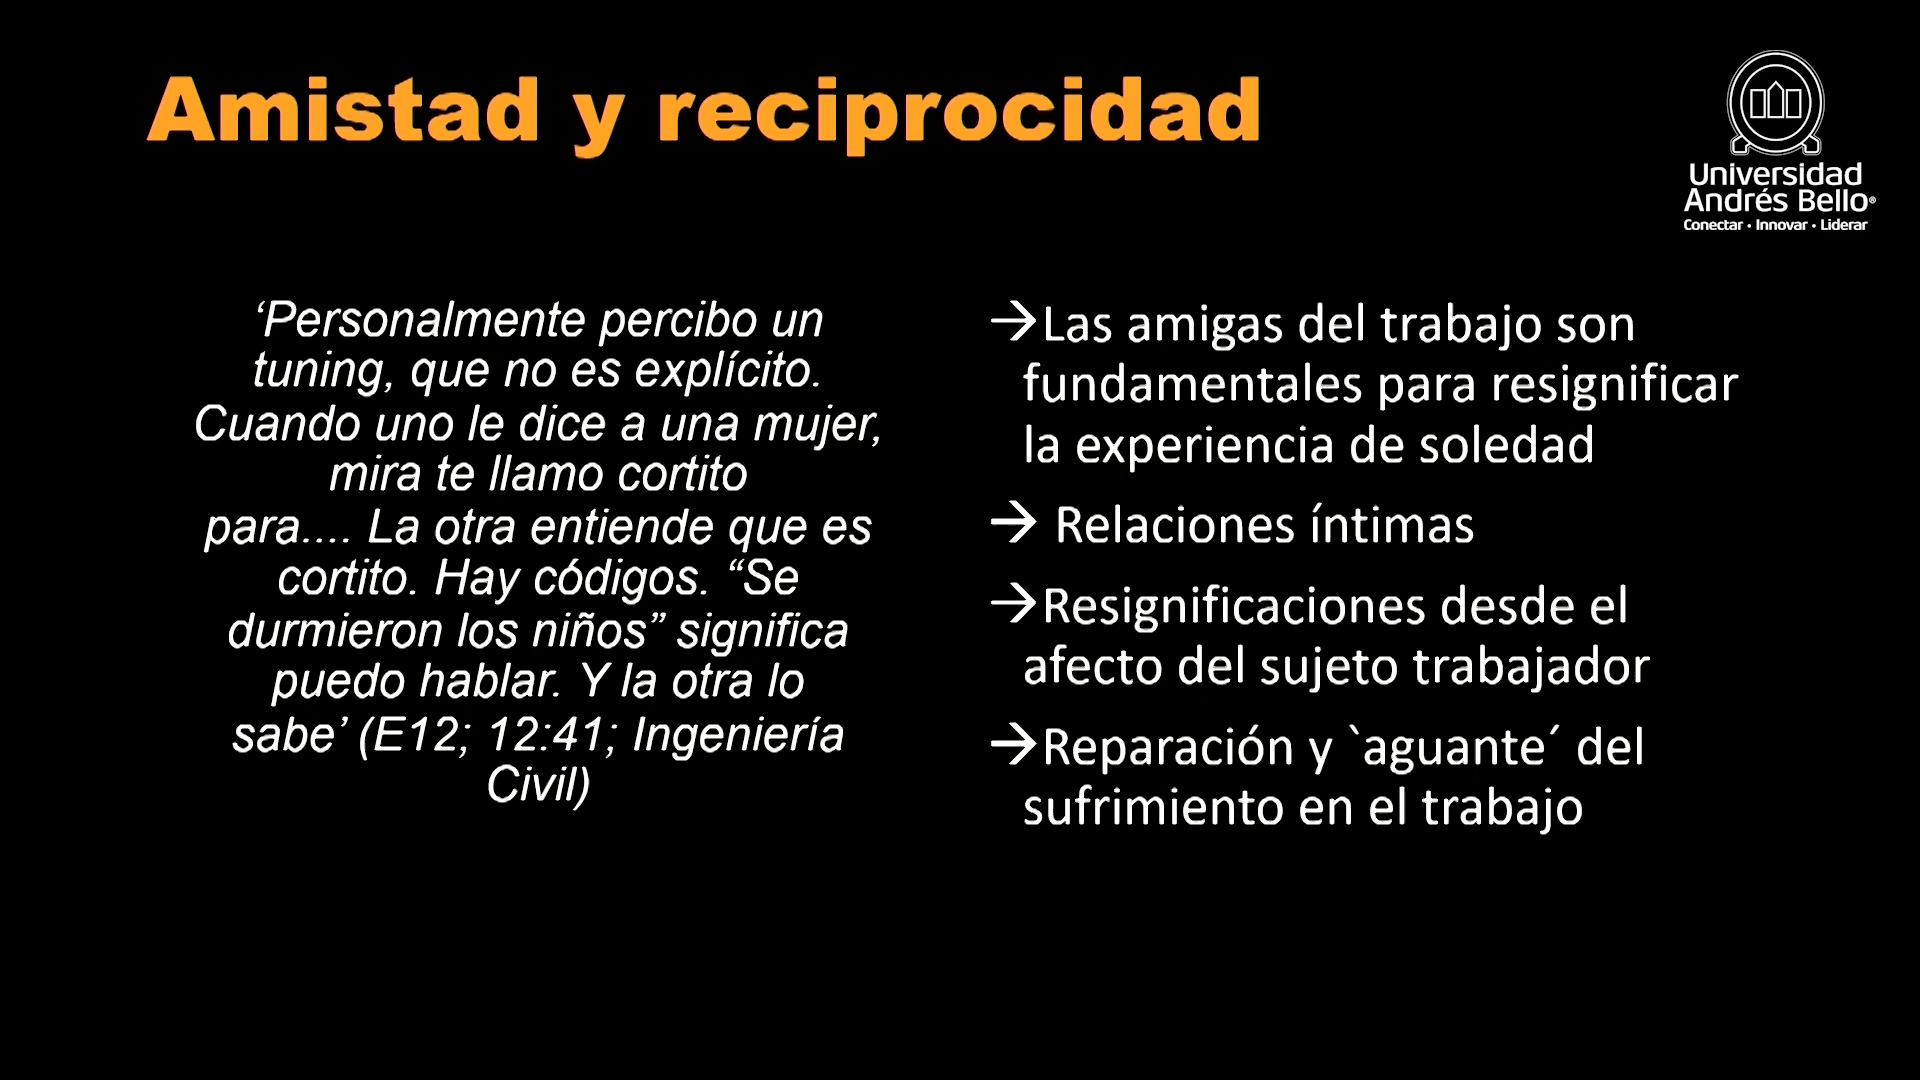 Amistad y reciprocidad
Universidad
Andrés Bello®
Conectar • Innovar • Liderar
‘Personalmente percibo un
tuning, que no es explícito.
Cuando uno le dice a una mujer,
mira te llamo cortito
para.... La otra entiende que es
cortito. Hay códigos. “Se
durmieron los niños” significa
puedo hablar. Y la otra lo
sabe’ (E12; 12:41; Ingeniería
Civil)
→Las amigas del trabajo son
fundamentales para resignificar
la experiencia de soledad
→ Relaciones íntimas
→Resignificaciones desde el
afecto del sujeto trabajador
→Reparación y `aguante´ del
sufrimiento en el trabajo